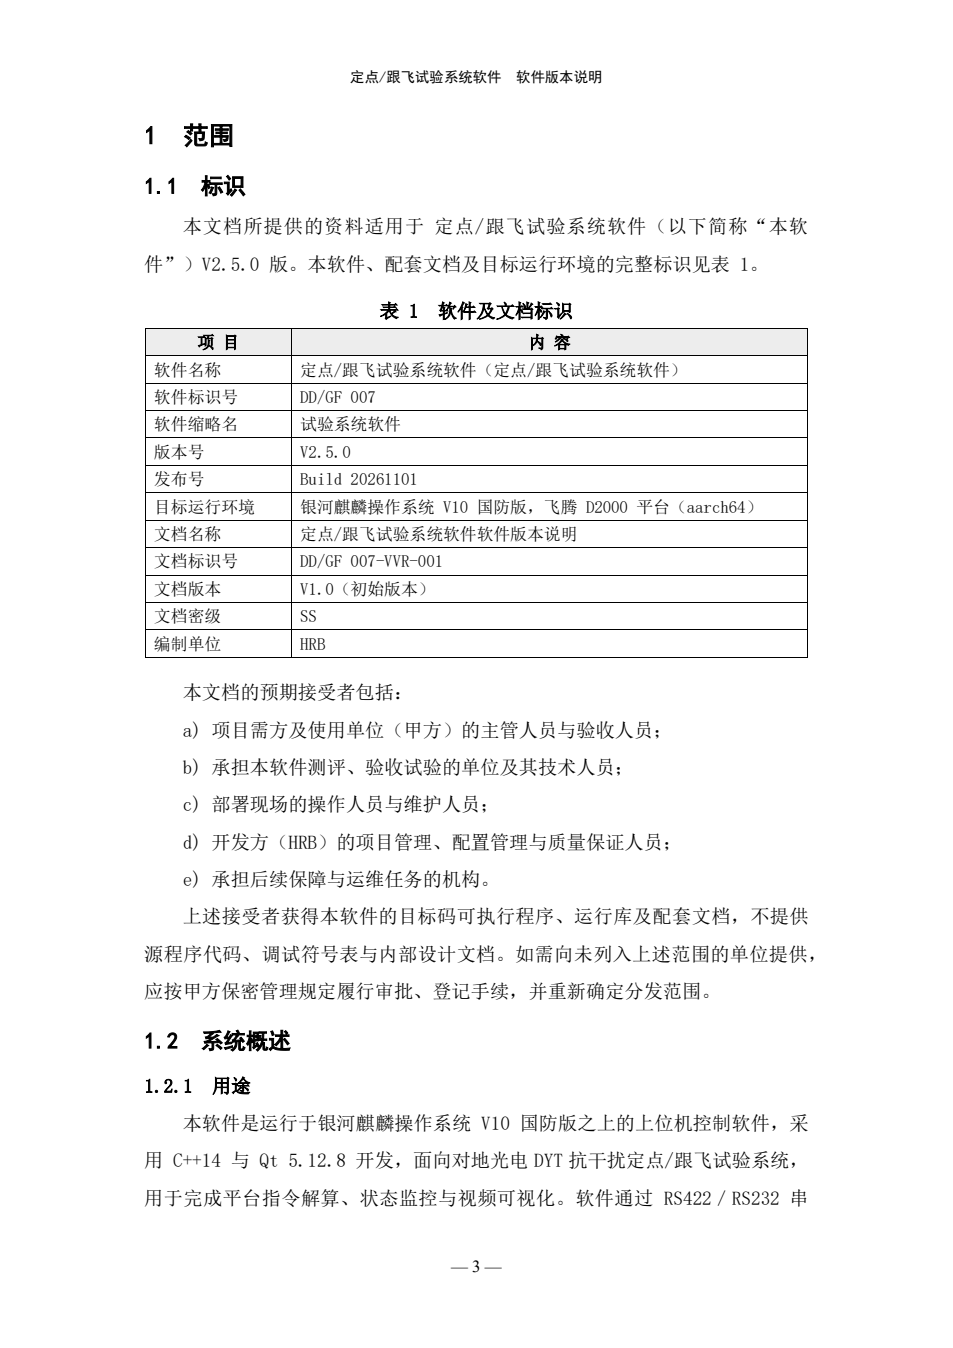 定点/跟飞试验系统软件　软件版本说明
1　范围
1.1　标识
本文档所提供的资料适用于 定点/跟飞试验系统软件（以下简称“本软
件”）V2.5.0 版。本软件、配套文档及目标运行环境的完整标识见表 1。
表 1　软件及文档标识
项 目　内 容
软件名称　定点/跟飞试验系统软件（定点/跟飞试验系统软件）
软件标识号　DD/GF 007
软件缩略名　试验系统软件
版本号　V2.5.0
发布号　Build 20261101
目标运行环境　银河麒麟操作系统 V10 国防版，飞腾 D2000 平台（aarch64）
文档名称　定点/跟飞试验系统软件软件版本说明
文档标识号　DD/GF 007-VVR-001
文档版本　V1.0（初始版本）
文档密级　SS
编制单位　HRB
本文档的预期接受者包括：
a）项目需方及使用单位（甲方）的主管人员与验收人员；
b）承担本软件测评、验收试验的单位及其技术人员；
c）部署现场的操作人员与维护人员；
d）开发方（HRB）的项目管理、配置管理与质量保证人员；
e）承担后续保障与运维任务的机构。
上述接受者获得本软件的目标码可执行程序、运行库及配套文档，不提供
源程序代码、调试符号表与内部设计文档。如需向未列入上述范围的单位提供，
应按甲方保密管理规定履行审批、登记手续，并重新确定分发范围。
1.2　系统概述
1.2.1　用途
本软件是运行于银河麒麟操作系统 V10 国防版之上的上位机控制软件，采
用 C++14 与 Qt 5.12.8 开发，面向对地光电 DYT 抗干扰定点/跟飞试验系统，
用于完成平台指令解算、状态监控与视频可视化。软件通过 RS422 / RS232 串
— 3 —